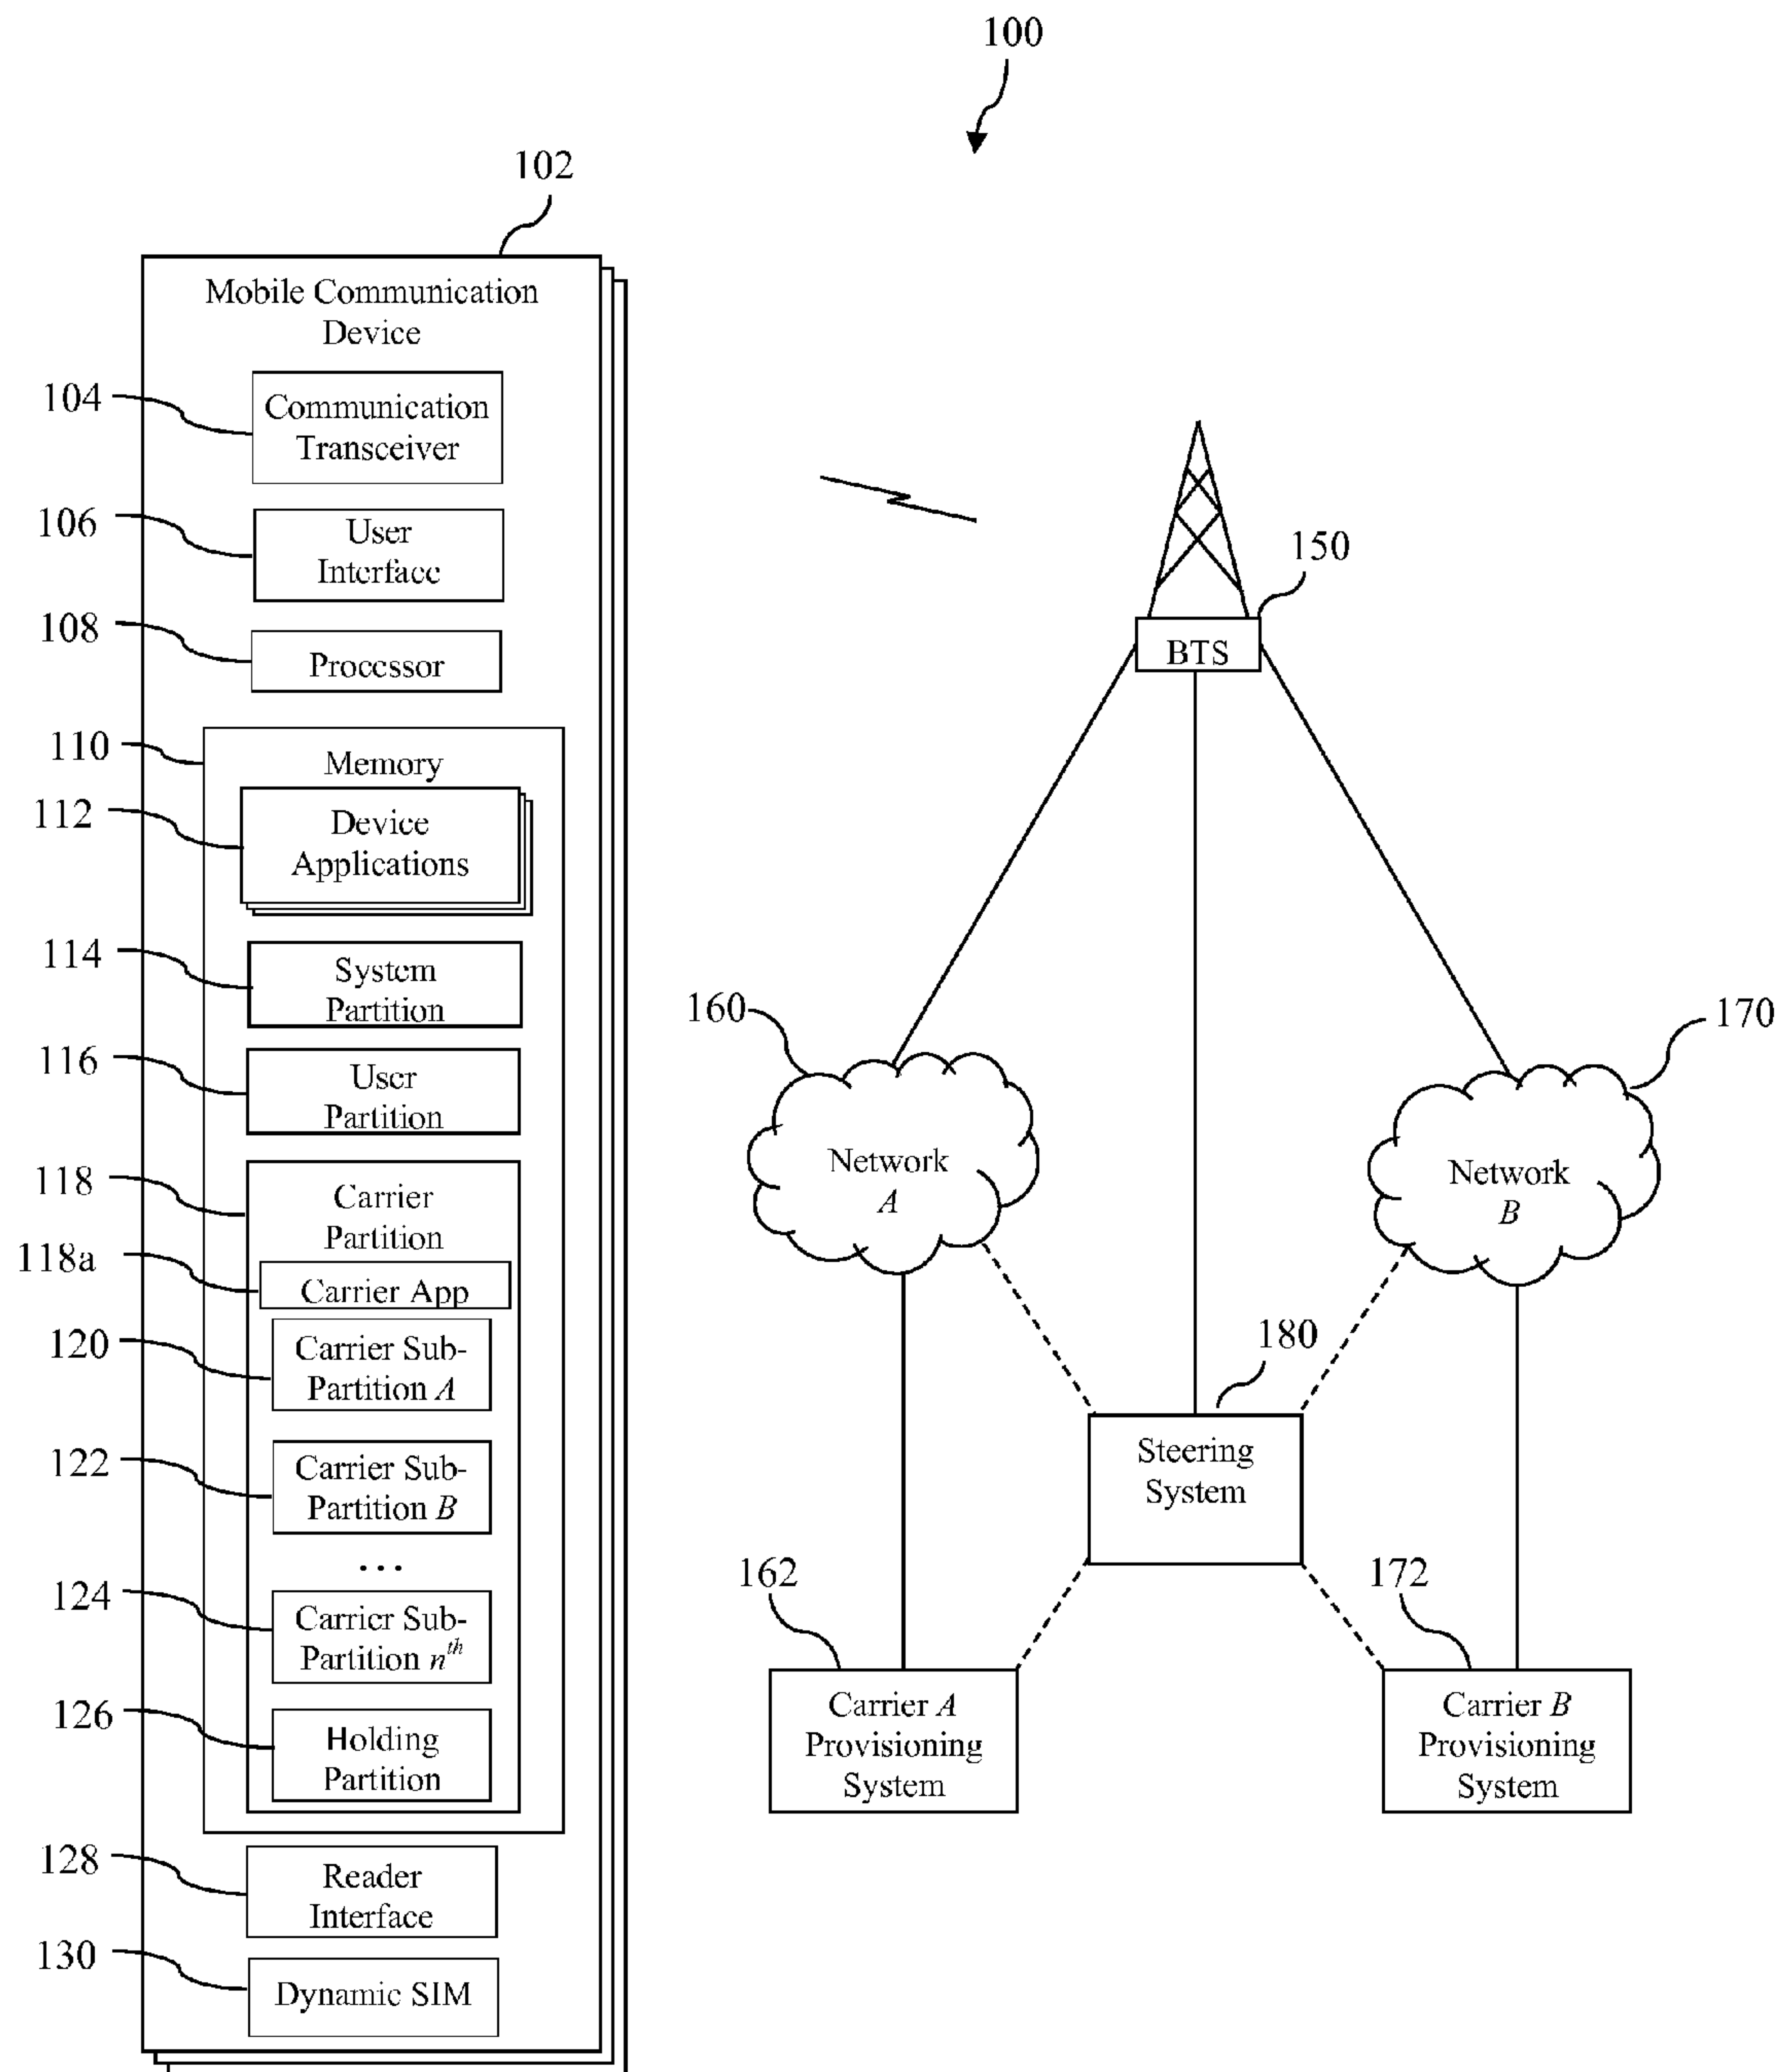 100
102
Mobile Communication
Device
104
Communication
Transceiver
106
User
Interface
108
Processor
110
Memory
112
Device
Applications
114
System
Partition
116
User
Partition
118
Carrier
Partition
118a
Carrier App
120
Carrier Sub-
Partition A
122
Carrier Sub-
Partition B
...
124
Carrier Sub-
Partition nth
126
Holding
Partition
128
Reader
Interface
130
Dynamic SIM
150
BTS
160
Network
A
170
Network
B
180
Steering
System
162
Carrier A
Provisioning
System
172
Carrier B
Provisioning
System